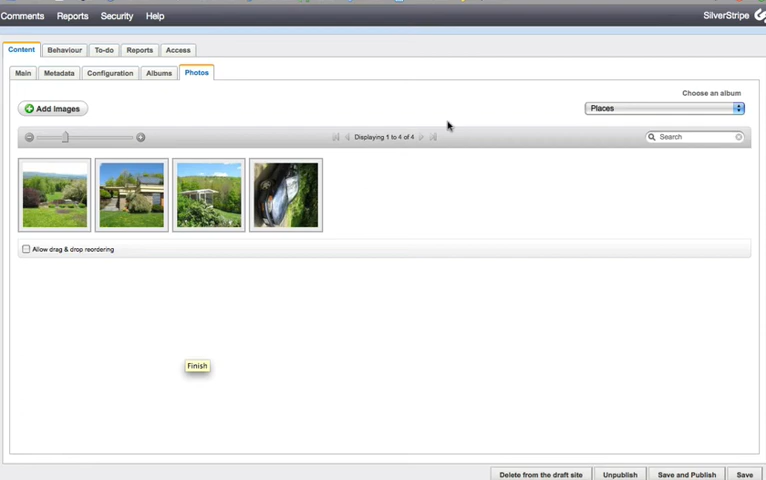 Comments Reports Security Help SilverStripe
Content Behaviour To-do Reports Access
Main Metadata Configuration Albums Photos
Choose an album
Add Images Places
Displaying 1 to 4 of 4 Search
Allow drag & drop reordering
Finish
Delete from the draft site Unpublish Save and Publish Save